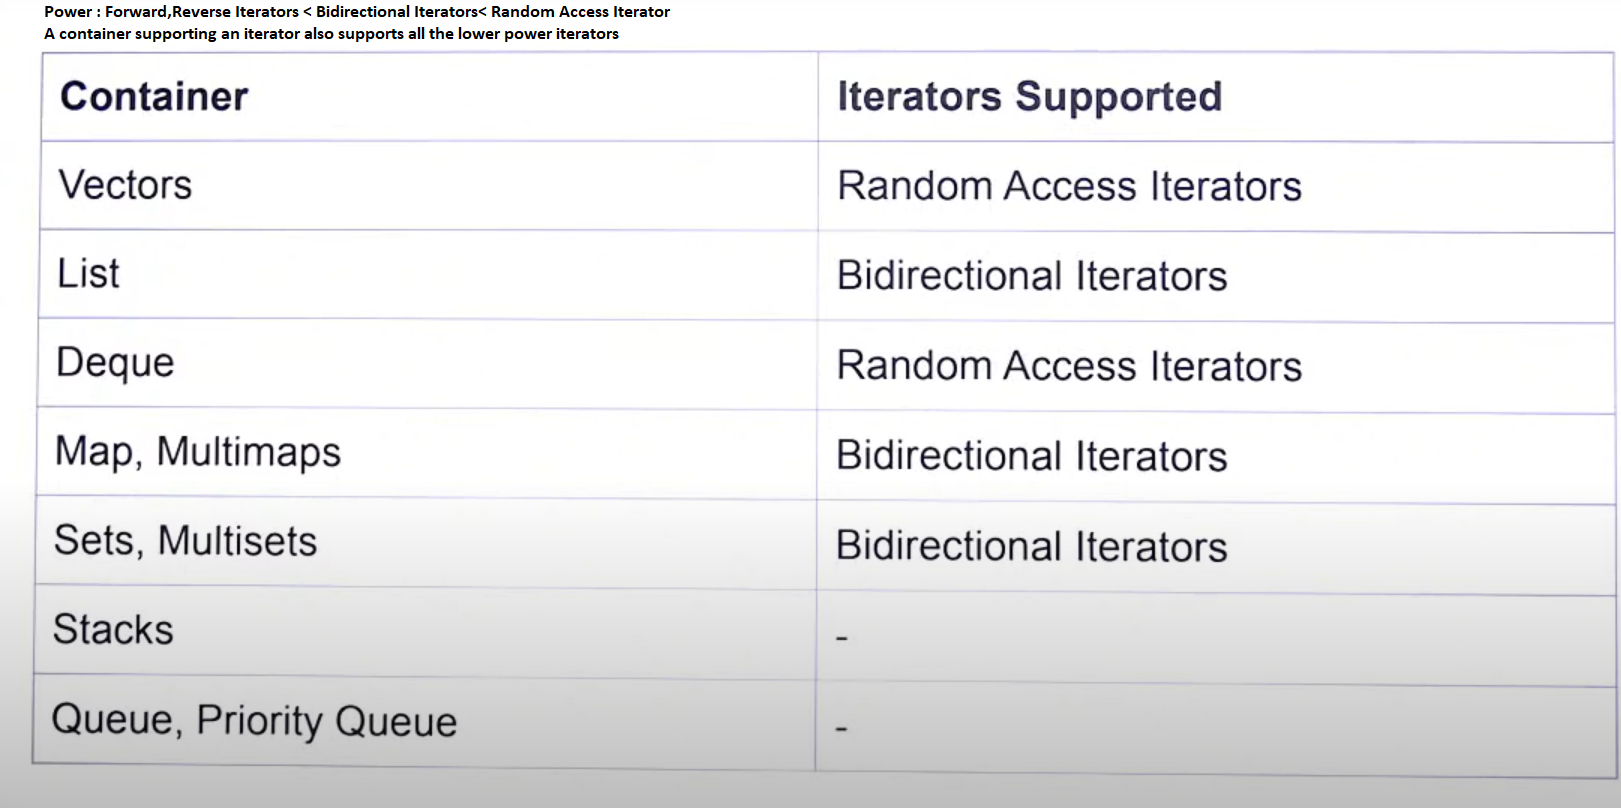 Power : Forward,Reverse Iterators < Bidirectional Iterators< Random Access Iterator
A container supporting an iterator also supports all the lower power iterators
Container Iterators Supported
Vectors Random Access Iterators
List Bidirectional Iterators
Deque Random Access Iterators
Map, Multimaps Bidirectional Iterators
Sets, Multisets Bidirectional Iterators
Stacks -
Queue, Priority Queue -